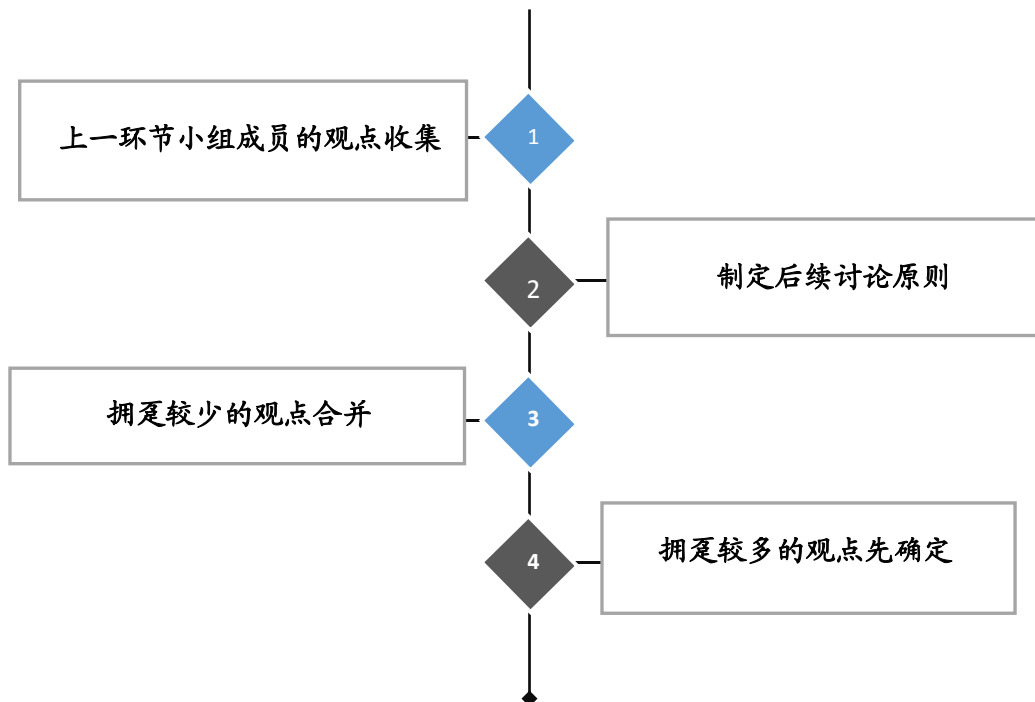 上一环节小组成员的观点收集
1
2
制定后续讨论原则
拥趸较少的观点合并
3
4
拥趸较多的观点先确定